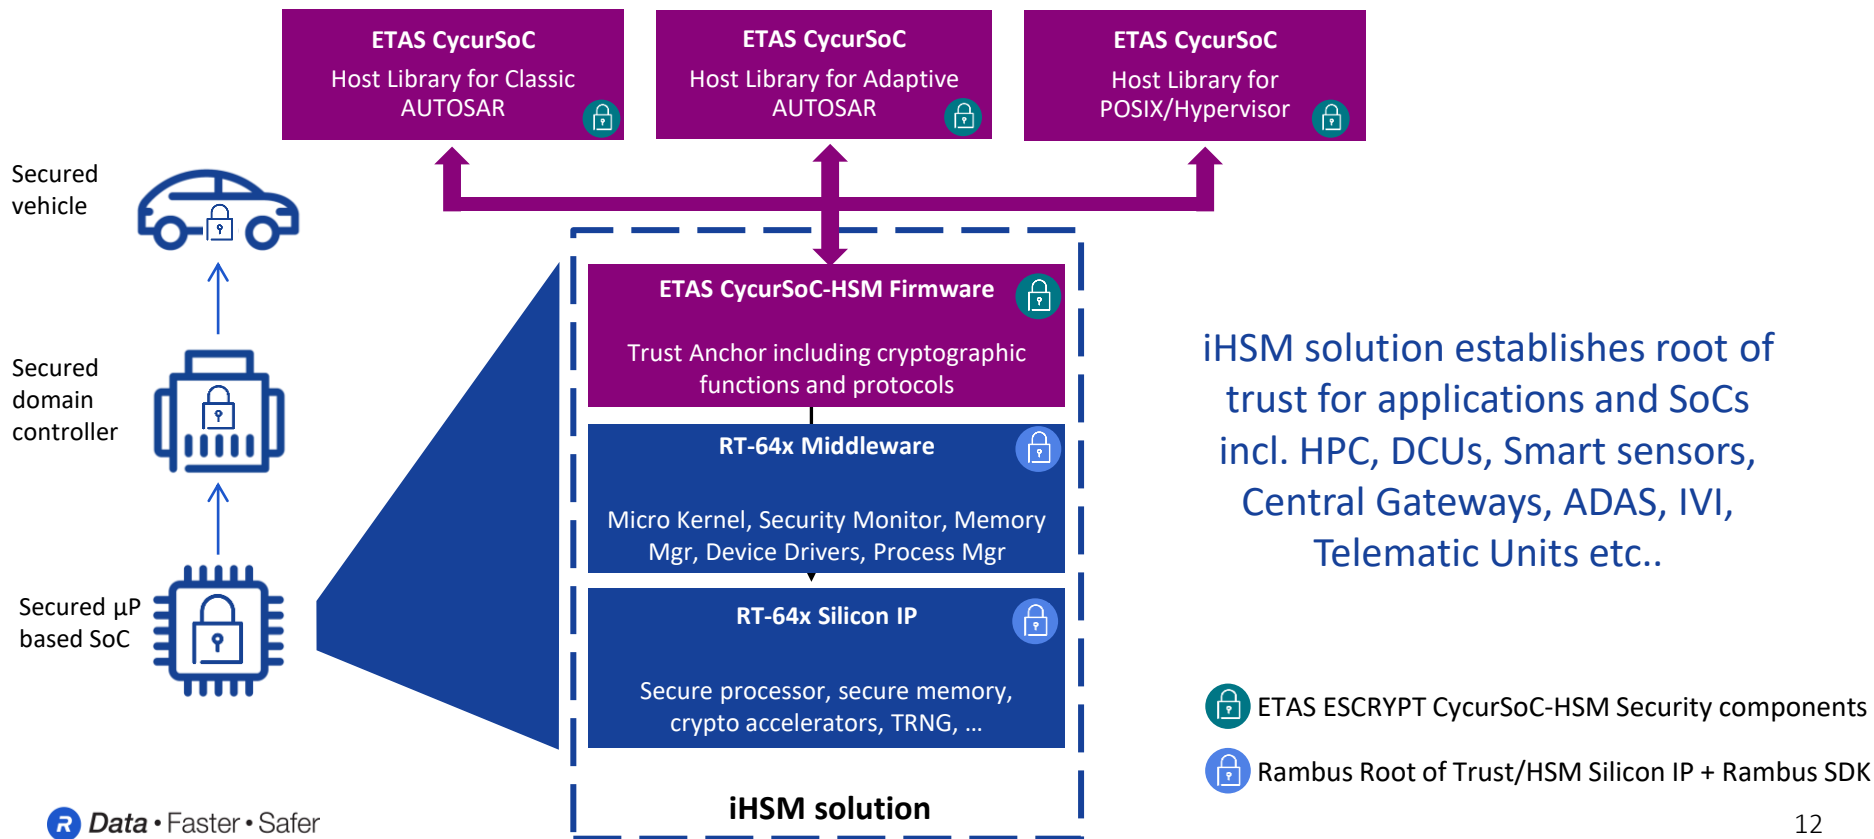 ETAS CycurSoC
Host Library for Classic
AUTOSAR
ETAS CycurSoC
Host Library for Adaptive
AUTOSAR
ETAS CycurSoC
Host Library for
POSIX/Hypervisor
Secured
vehicle
Secured
domain
controller
Secured µP
based SoC
ETAS CycurSoC-HSM Firmware
Trust Anchor including cryptographic
functions and protocols
RT-64x Middleware
Micro Kernel, Security Monitor, Memory
Mgr, Device Drivers, Process Mgr
RT-64x Silicon IP
Secure processor, secure memory,
crypto accelerators, TRNG, …
iHSM solution
iHSM solution establishes root of
trust for applications and SoCs
incl. HPC, DCUs, Smart sensors,
Central Gateways, ADAS, IVI,
Telematic Units etc..
ETAS ESCRYPT CycurSoC-HSM Security components
Rambus Root of Trust/HSM Silicon IP + Rambus SDK
R Data • Faster • Safer
12